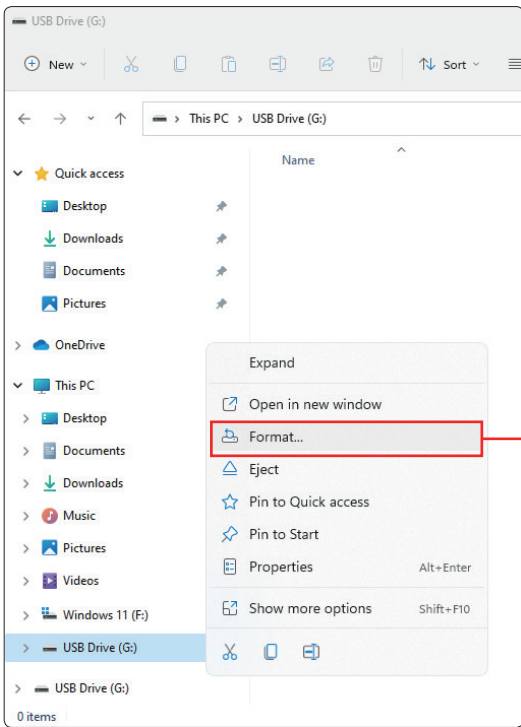 USB Drive (G:)
New Sort
This PC > USB Drive (G:)
Name
Quick access
Desktop
Downloads
Documents
Pictures
OneDrive
This PC
Desktop
Documents
Downloads
Music
Pictures
Videos
Windows 11 (F:)
USB Drive (G:)
USB Drive (G:)
0 items
Expand
Open in new window
Format...
Eject
Pin to Quick access
Pin to Start
Properties Alt+Enter
Show more options Shift+F10